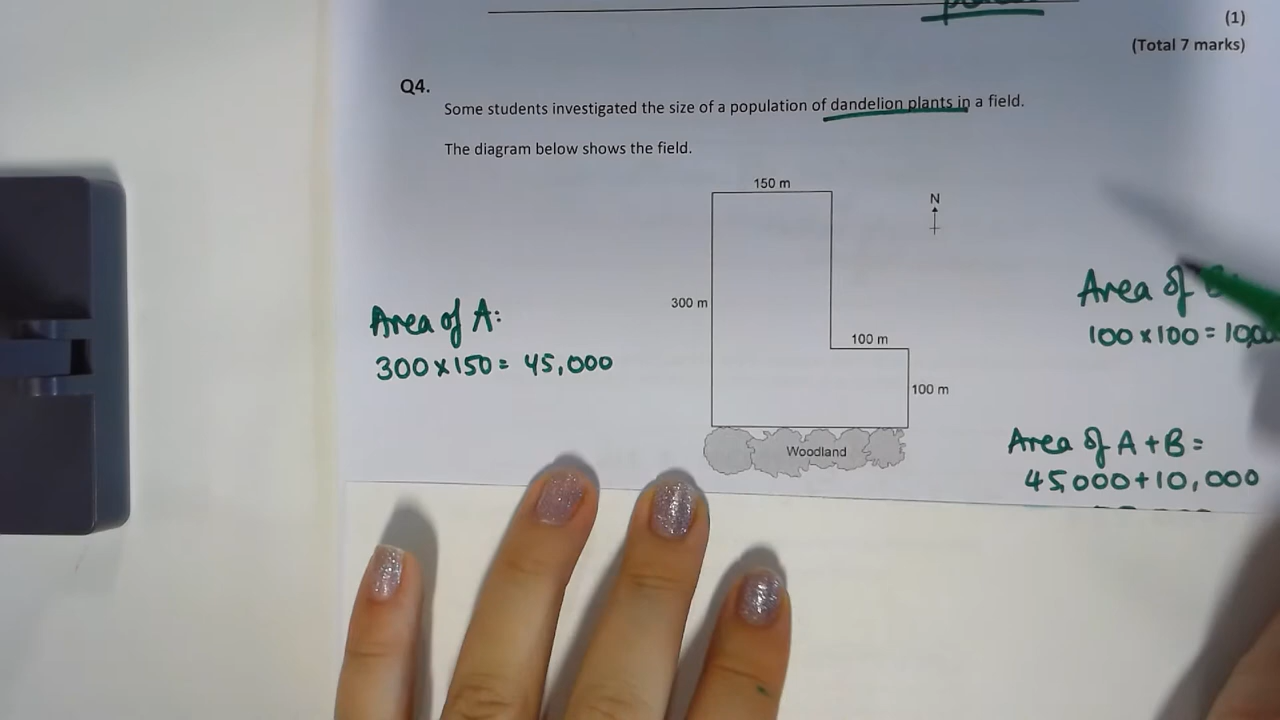 (1)
(Total 7 marks)
Q4.
Some students investigated the size of a population of dandelion plants in a field.
The diagram below shows the field.
150 m
N
300 m
100 m
100 m
Woodland
Area of A:
300 x 150 = 45,000
Area of
100 x 100 = 10,00
Area of A + B =
45,000 + 10,000